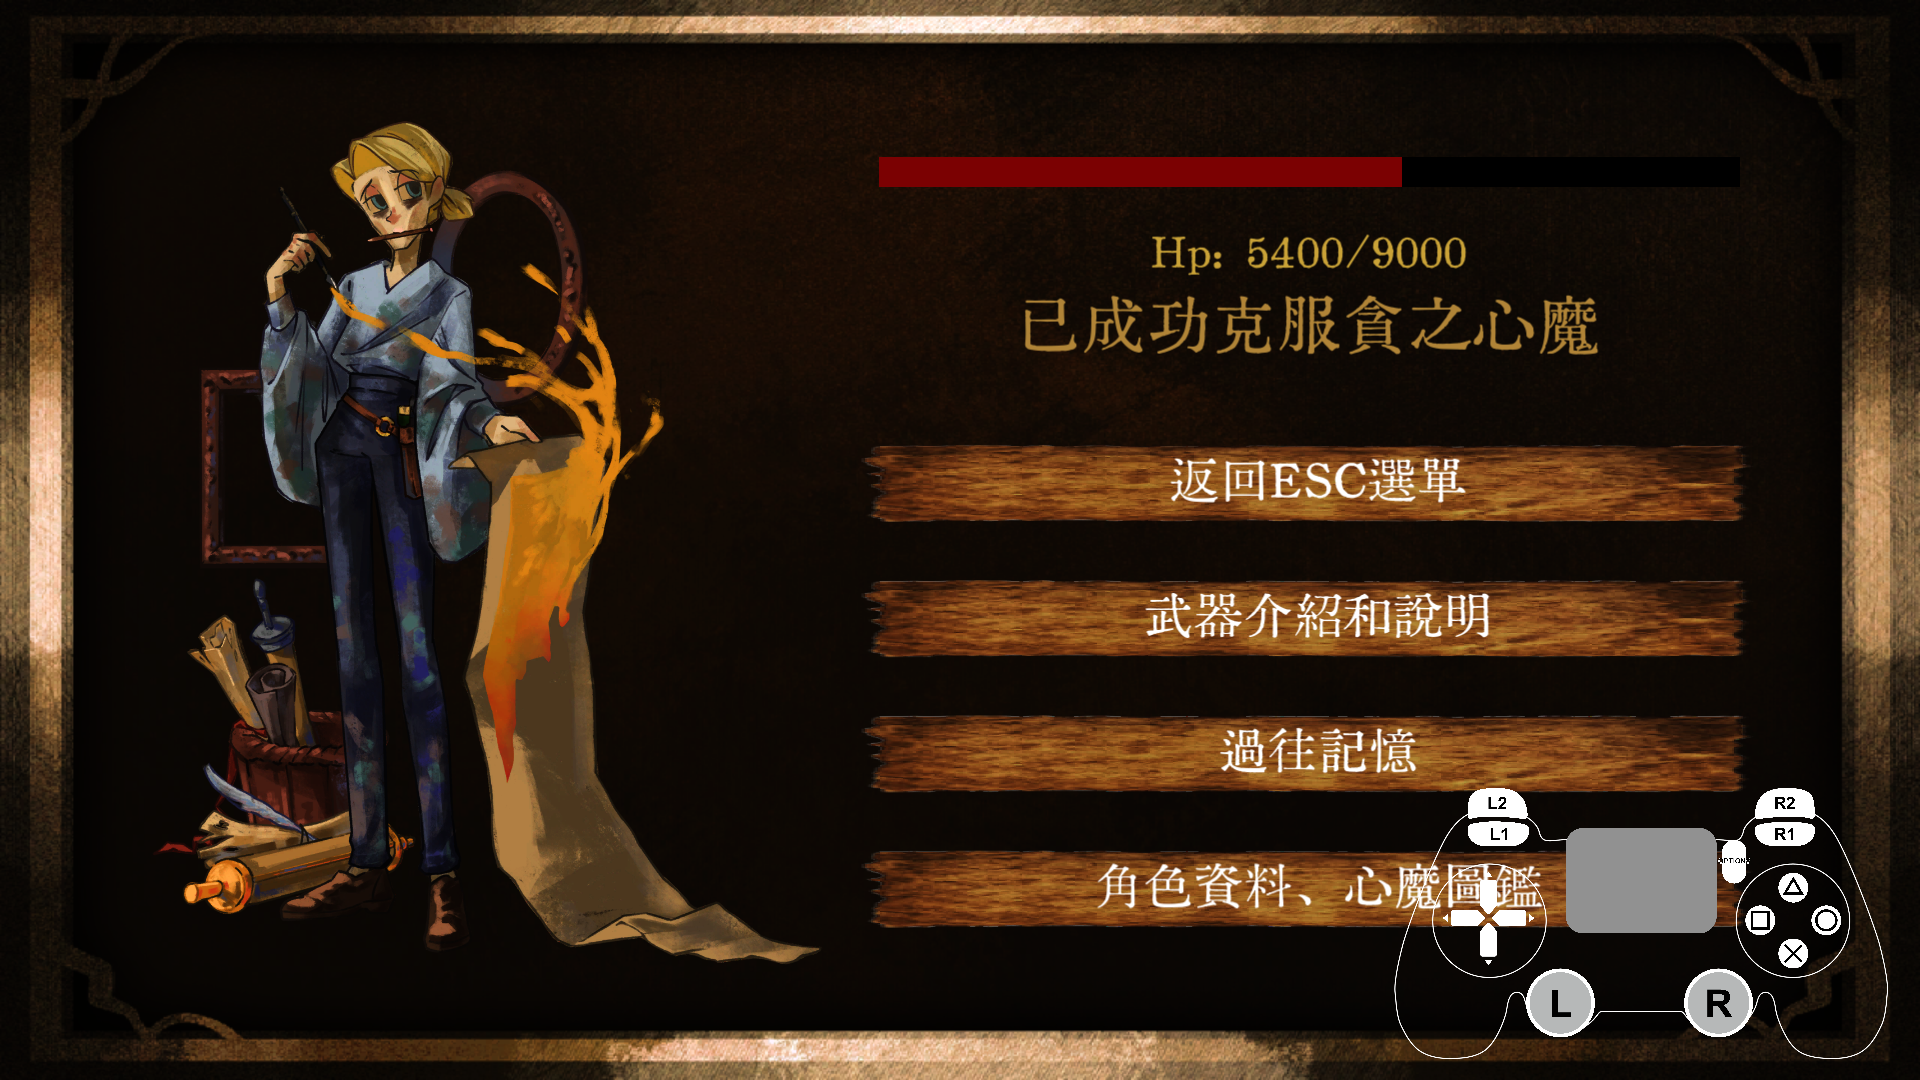 Hp: 5400/9000
已成功克服貪之心魔
返回ESC選單
武器介紹和說明
過往記憶
角色資料、心魔圖鑑
L2
L1
R2
R1
OPTIONS
L
R